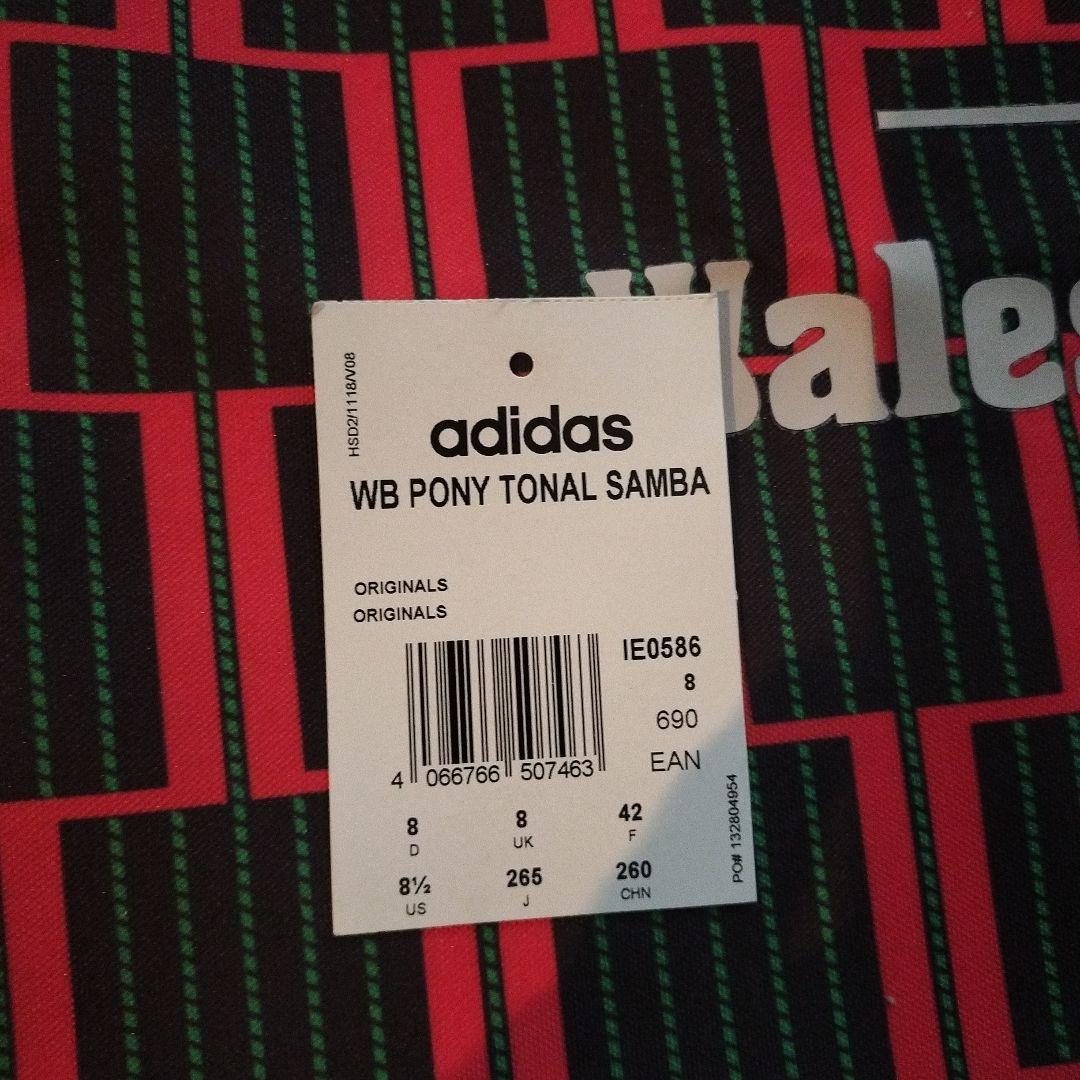 Wales
HSD2/1118/V08
adidas
WB PONY TONAL SAMBA
ORIGINALS
ORIGINALS
IE0586
8
690
EAN
4 066766 507463
8 8 42
D UK F
8½ 265 260
US J CHN
PO# 132804954